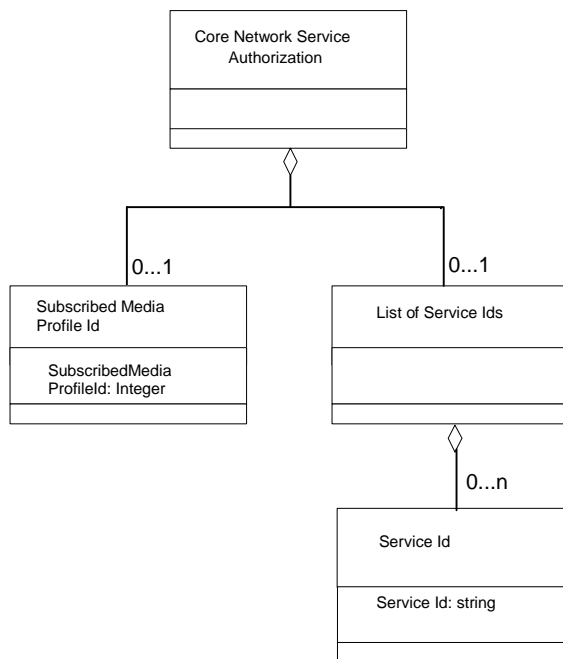 Core Network Service
Authorization
0...1
0...1
Subscribed Media
Profile Id
SubscribedMedia
ProfileId: Integer
List of Service Ids
0...n
Service Id
Service Id: string